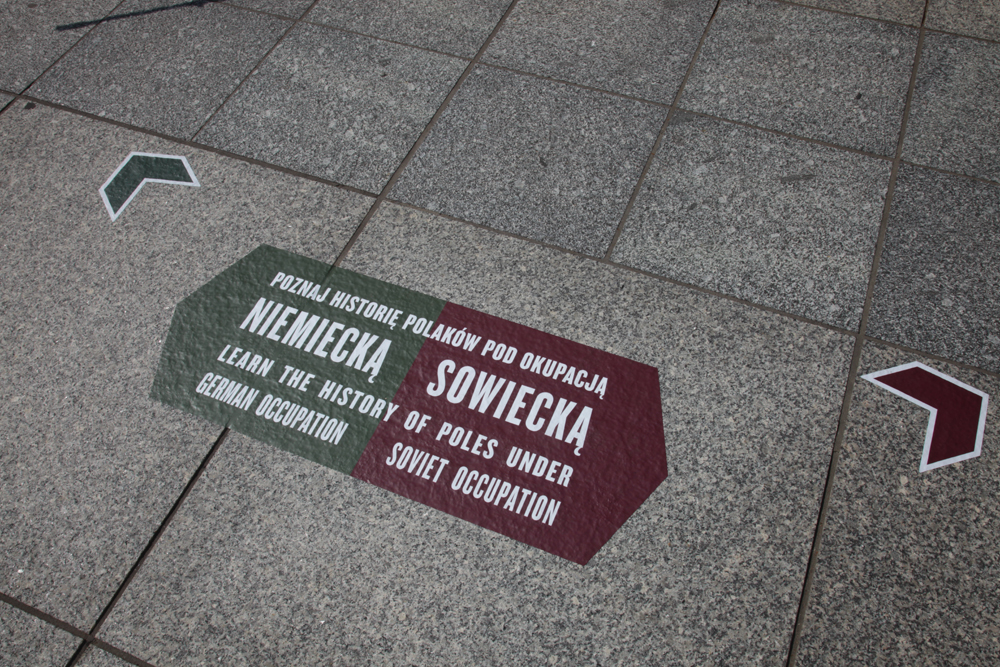 POZNAJ HISTORIĘ POLAKÓW POD OKUPACJĄ
NIEMIECKĄ SOWIECKĄ
LEARN THE HISTORY OF POLES UNDER
GERMAN OCCUPATION SOVIET OCCUPATION